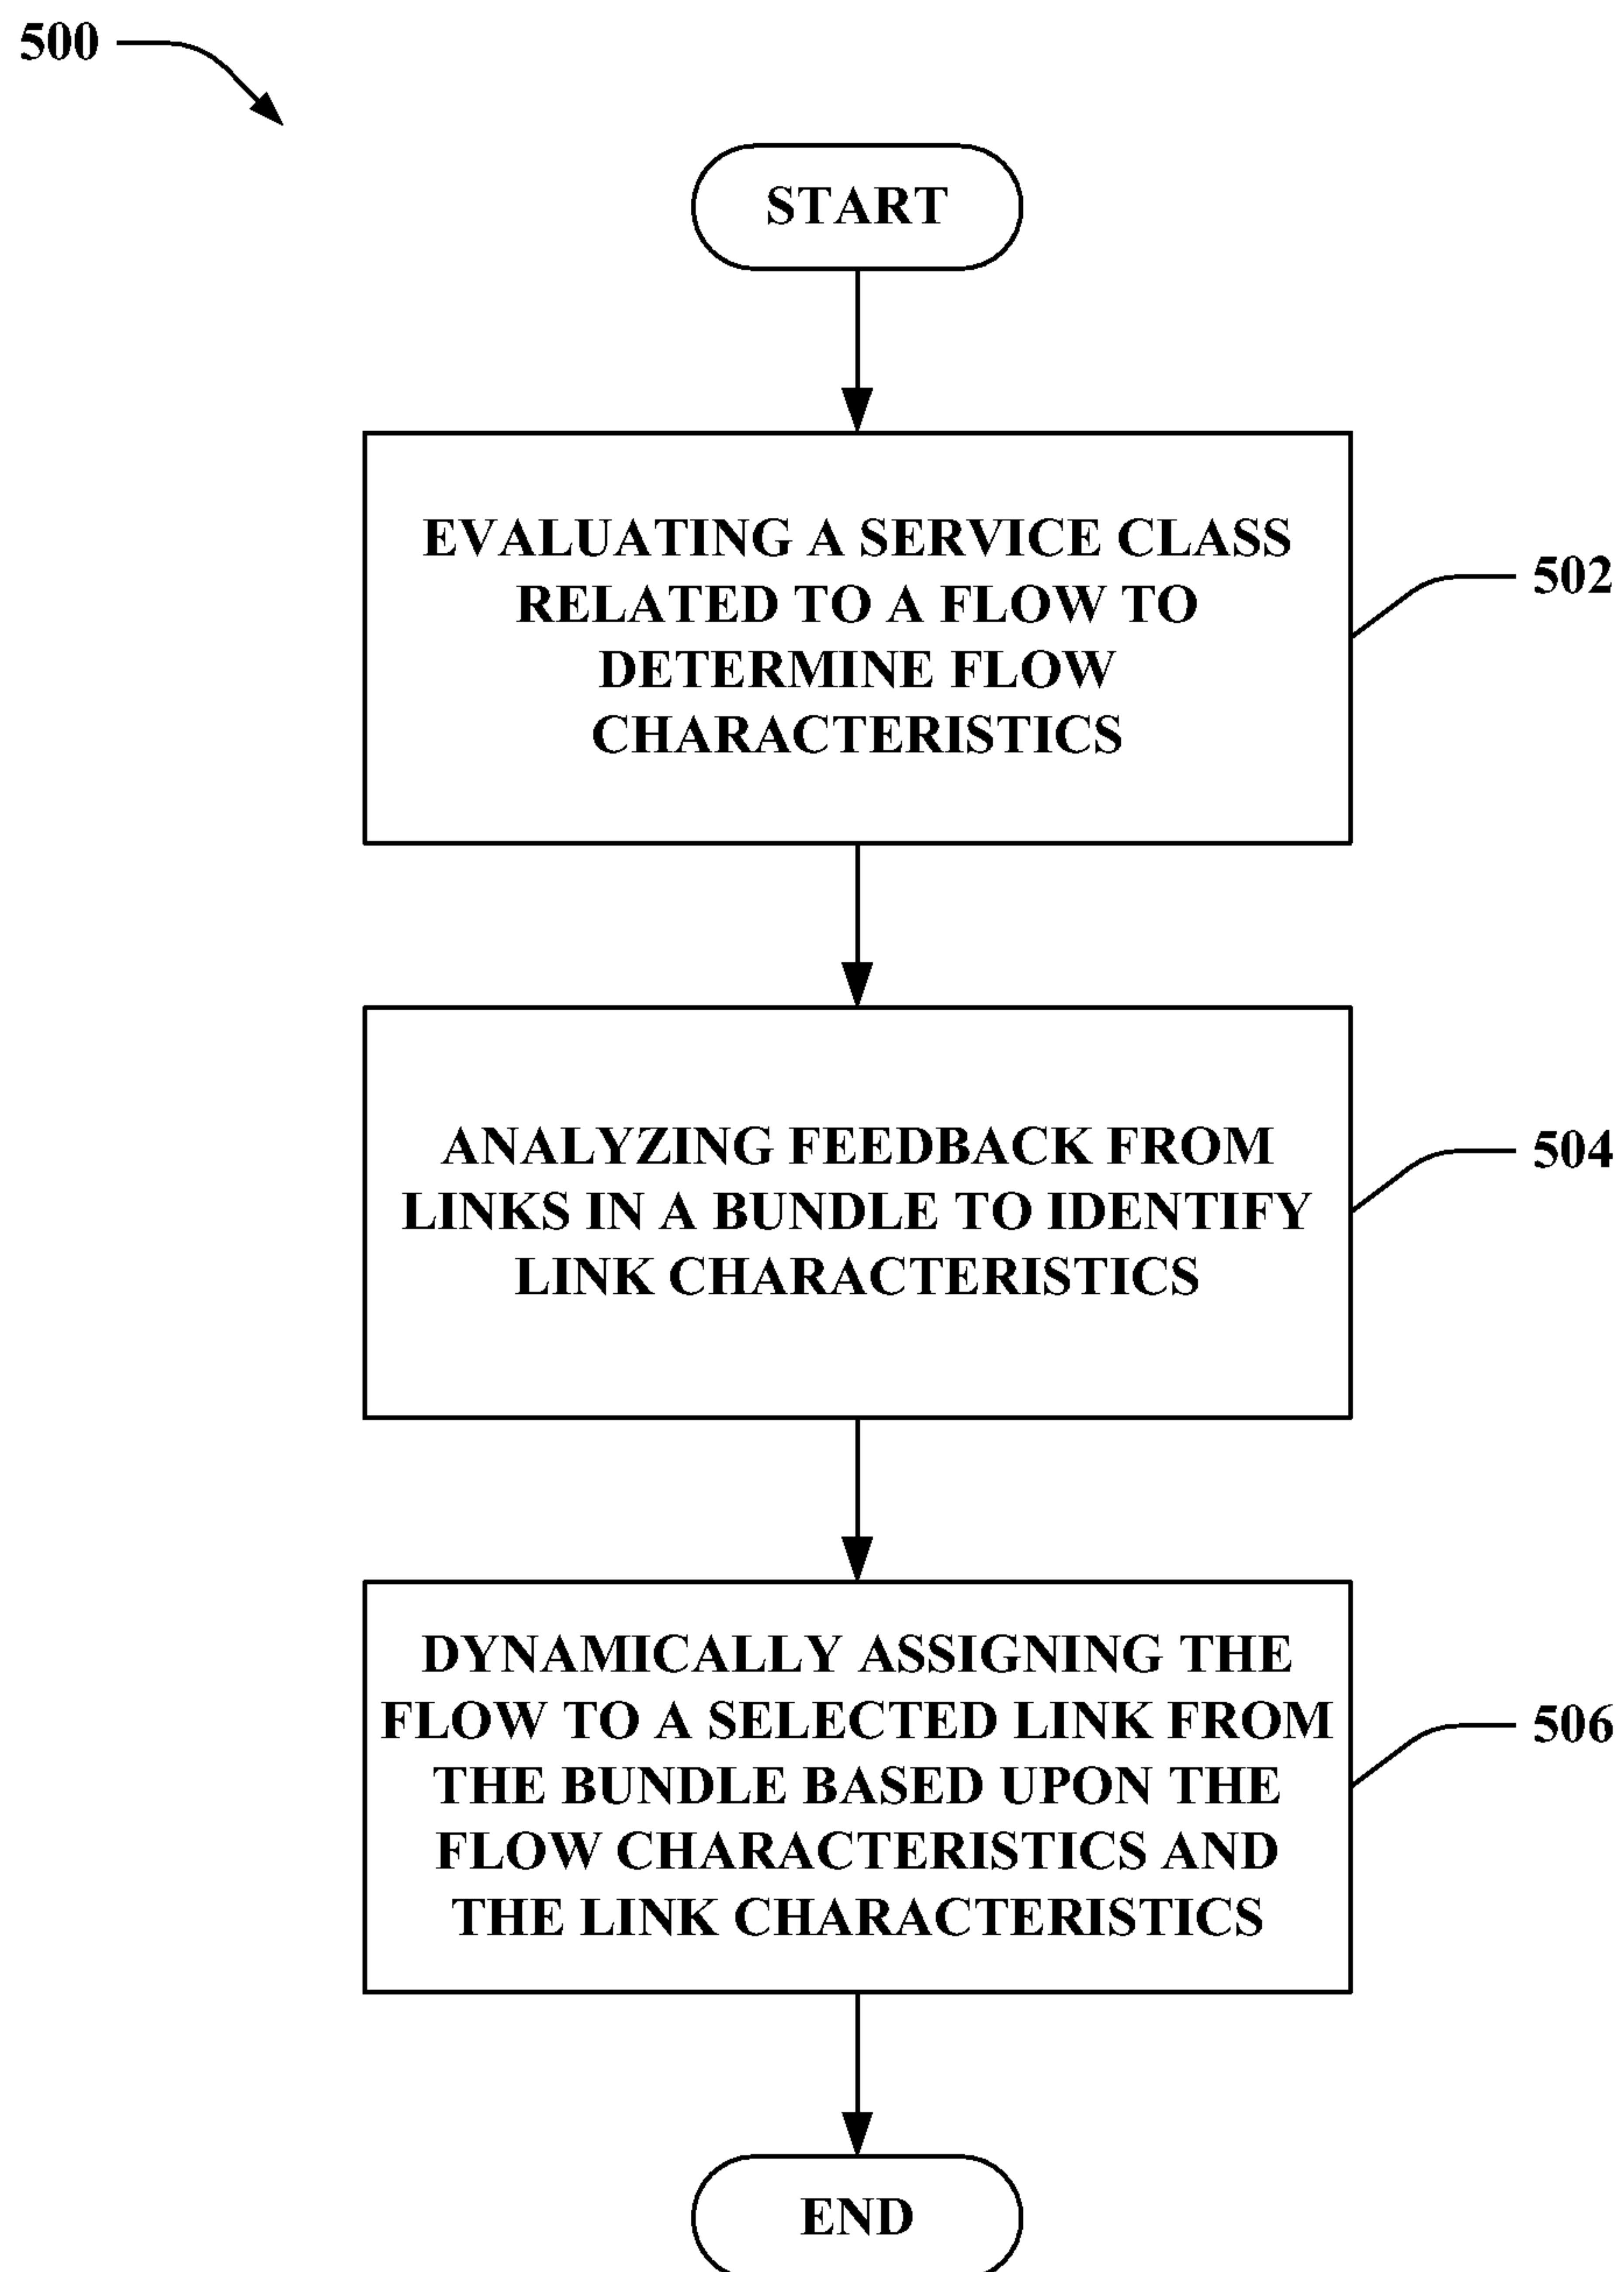 500
START
EVALUATING A SERVICE CLASS
RELATED TO A FLOW TO
DETERMINE FLOW
CHARACTERISTICS
502
ANALYZING FEEDBACK FROM
LINKS IN A BUNDLE TO IDENTIFY
LINK CHARACTERISTICS
504
DYNAMICALLY ASSIGNING THE
FLOW TO A SELECTED LINK FROM
THE BUNDLE BASED UPON THE
FLOW CHARACTERISTICS AND
THE LINK CHARACTERISTICS
506
END